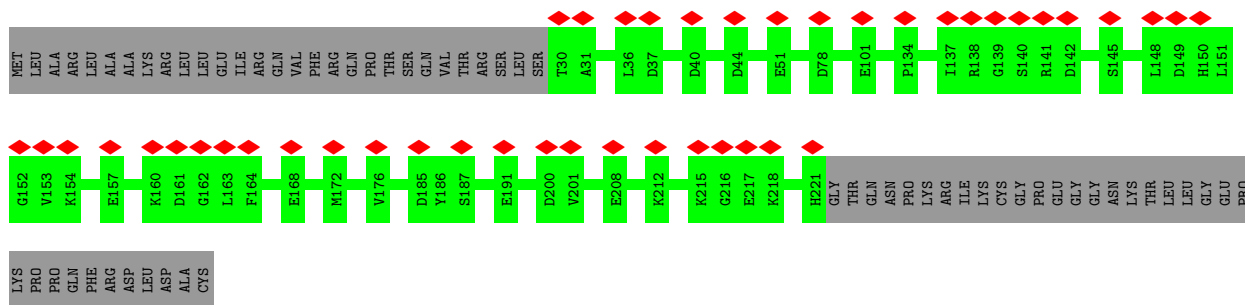 MET LEU ALA ARG LEU ALA ALA LYS ARG LEU LEU GLU ILE ARG GLN VAL PHE ARG GLN PRO THR SER GLN VAL THR ARG SER LEU SER T30 A31 L36 D37 D40 D44 E51 D78 E101 P134 I137 R138 G139 S140 R141 D142 S145 L148 D149 H150 L151
G152 V153 K154 E157 K160 D161 G162 L163 F164 E168 M172 V176 D185 Y186 S187 E191 D200 V201 E208 K212 K215 G216 E217 K218 H221 GLY THR GLN ASN PRO LYS ARG ILE LYS CYS GLY PRO GLU GLY GLY ASN LYS THR LEU LEU GLY GLU PRO
LYS PRO PRO GLN PHE ARG ASP LEU ASP ALA CYS